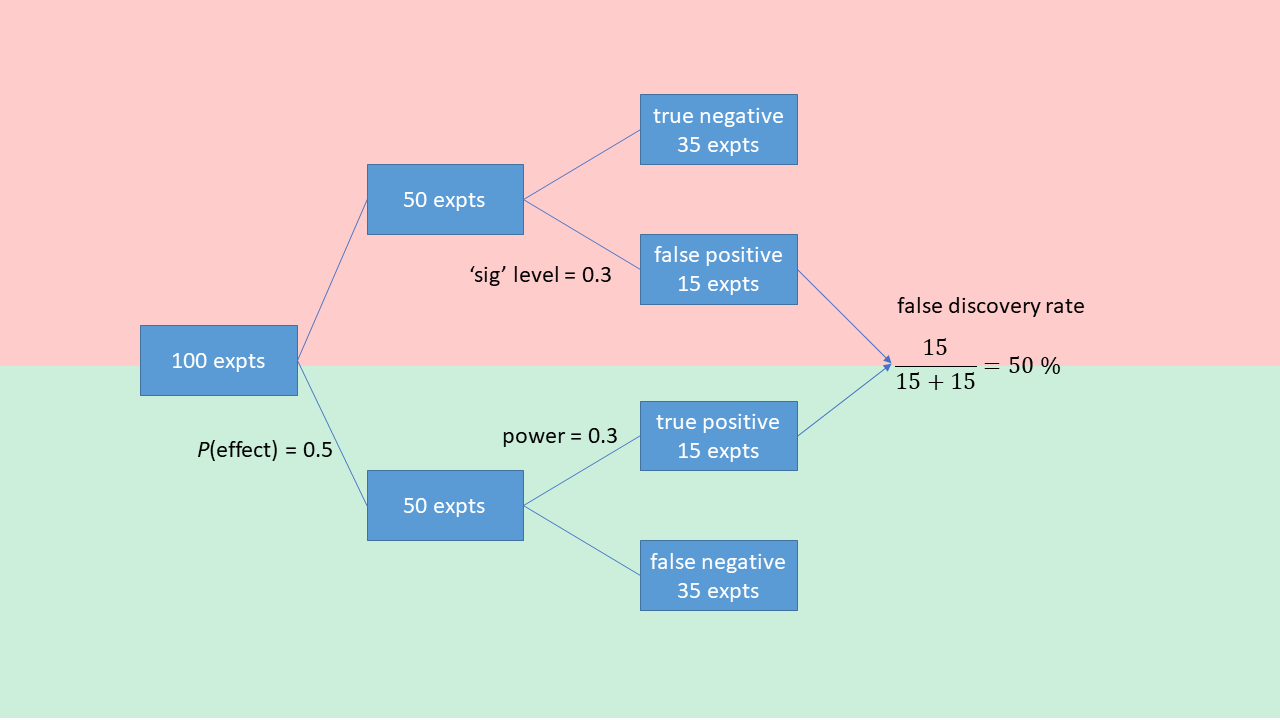 true negative
35 expts
50 expts
false positive
15 expts
‘sig’ level = 0.3
false discovery rate
100 expts
15
15 + 15
= 50 %
true positive
15 expts
power = 0.3
P(effect) = 0.5
50 expts
false negative
35 expts